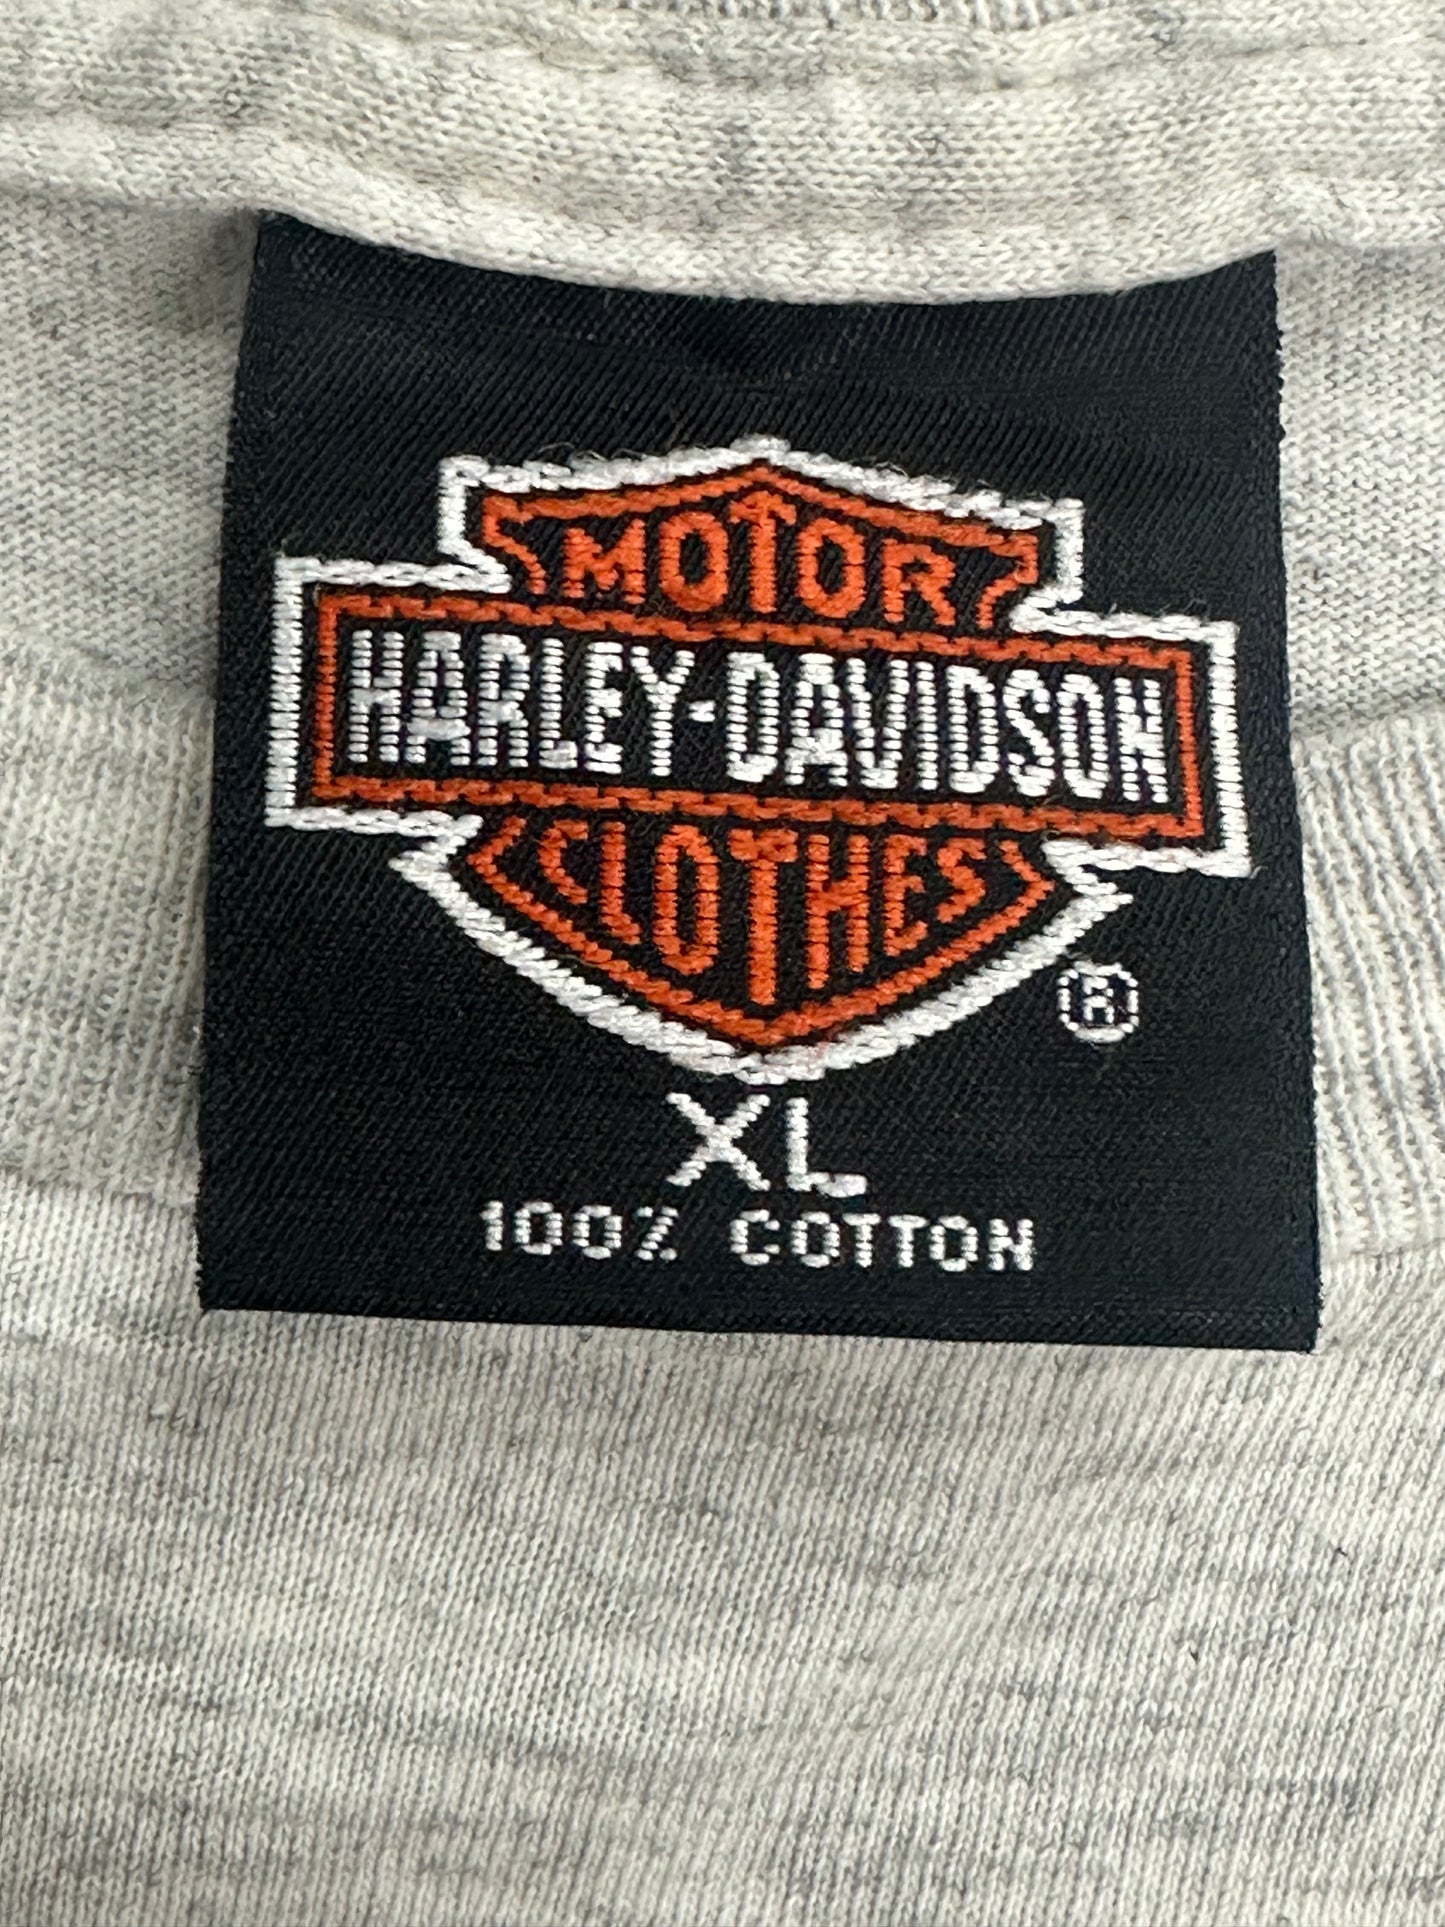 MOTOR
HARLEY-DAVIDSON
CLOTHES
®
XL
100% COTTON